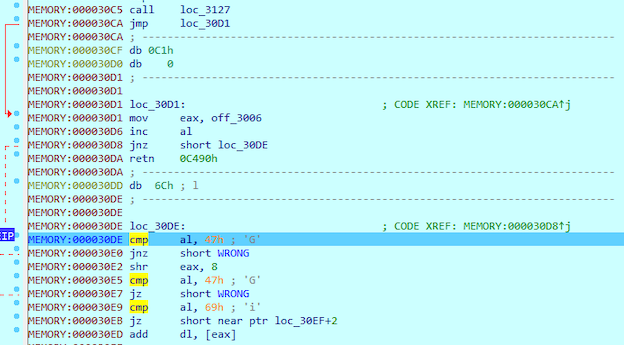 MEMORY:000030C5 call loc_3127
MEMORY:000030CA jmp loc_30D1
MEMORY:000030CA ; ---------------------------------------------------------------------------
MEMORY:000030CF db 0C1h
MEMORY:000030D0 db 0
MEMORY:000030D1 ; ---------------------------------------------------------------------------
MEMORY:000030D1
MEMORY:000030D1 loc_30D1: ; CODE XREF: MEMORY:000030CA↑j
MEMORY:000030D1 mov eax, off_3006
MEMORY:000030D6 inc al
MEMORY:000030D8 jnz short loc_30DE
MEMORY:000030DA retn 0C490h
MEMORY:000030DA ; ---------------------------------------------------------------------------
MEMORY:000030DD db 6Ch ; l
MEMORY:000030DE ; ---------------------------------------------------------------------------
MEMORY:000030DE
MEMORY:000030DE loc_30DE: ; CODE XREF: MEMORY:000030D8↑j
EIP MEMORY:000030DE cmp al, 47h ; 'G'
MEMORY:000030E0 jnz short WRONG
MEMORY:000030E2 shr eax, 8
MEMORY:000030E5 cmp al, 47h ; 'G'
MEMORY:000030E7 jz short WRONG
MEMORY:000030E9 cmp al, 69h ; 'i'
MEMORY:000030EB jz short near ptr loc_30EF+2
MEMORY:000030ED add dl, [eax]